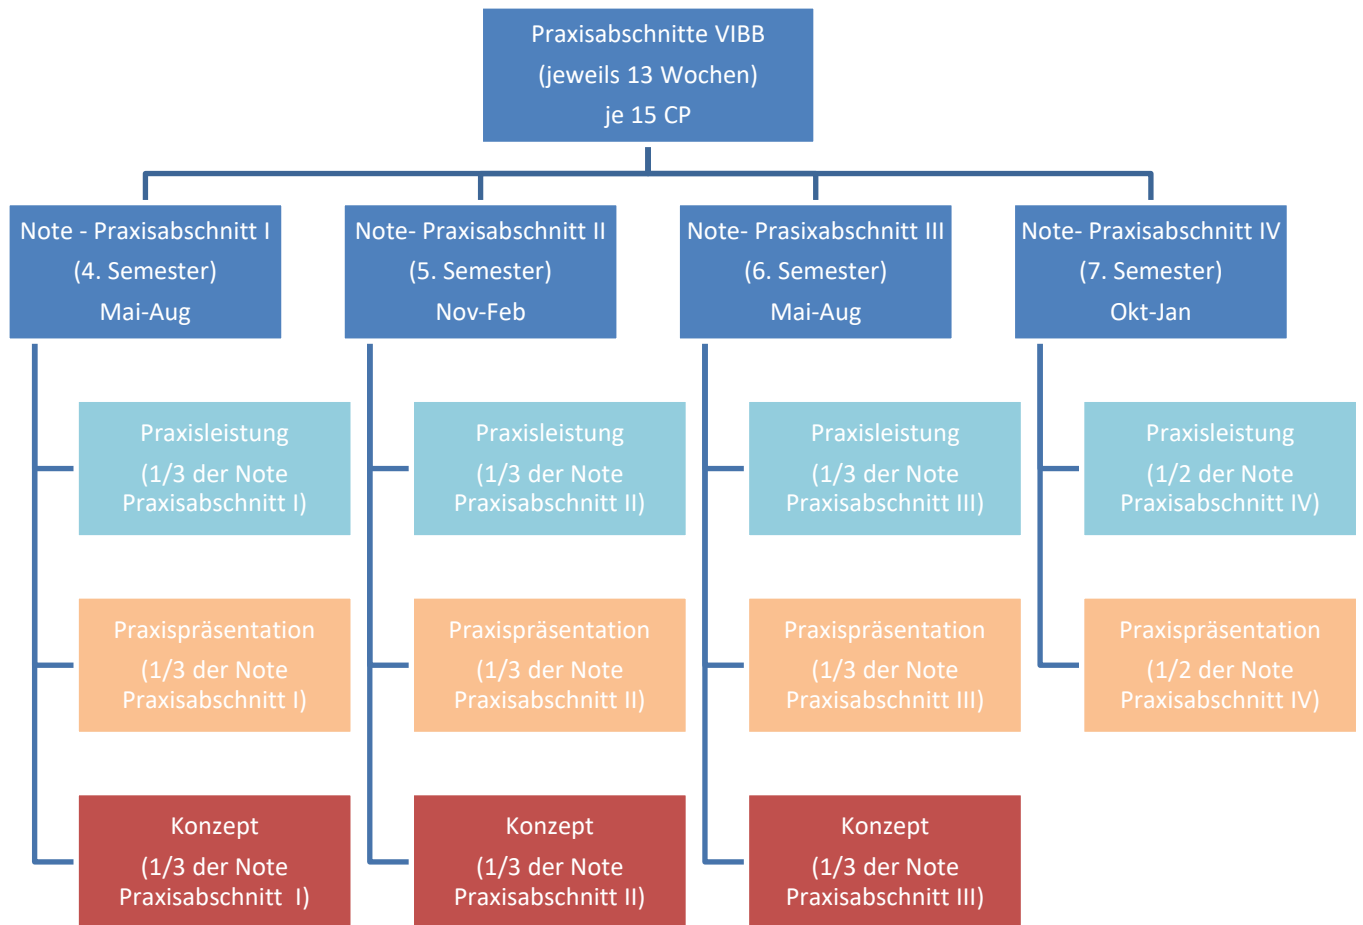 Praxisabschnitte VIBB
(jeweils 13 Wochen)
je 15 CP
Note - Praxisabschnitt I
(4. Semester)
Mai-Aug
Note- Praxisabschnitt II
(5. Semester)
Nov-Feb
Note- Prasixabschnitt III
(6. Semester)
Mai-Aug
Note- Praxisabschnitt IV
(7. Semester)
Okt-Jan
Praxisleistung
(1/3 der Note
Praxisabschnitt I)
Praxisleistung
(1/3 der Note
Praxisabschnitt II)
Praxisleistung
(1/3 der Note
Praxisabschnitt III)
Praxisleistung
(1/2 der Note
Praxisabschnitt IV)
Praxispräsentation
(1/3 der Note
Praxisabschnitt I)
Praxispräsentation
(1/3 der Note
Praxisabschnitt II)
Praxispräsentation
(1/3 der Note
Praxisabschnitt III)
Praxispräsentation
(1/2 der Note
Praxisabschnitt IV)
Konzept
(1/3 der Note
Praxisabschnitt  I)
Konzept
(1/3 der Note
Praxisabschnitt II)
Konzept
(1/3 der Note
Praxisabschnitt III)